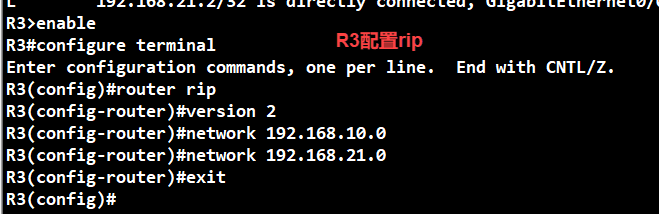 L        192.168.21.2/32 is directly connected, GigabitEthernet0/
R3>enable
R3#configure terminal
R3配置rip
Enter configuration commands, one per line.  End with CNTL/Z.
R3(config)#router rip
R3(config-router)#version 2
R3(config-router)#network 192.168.10.0
R3(config-router)#network 192.168.21.0
R3(config-router)#exit
R3(config)#